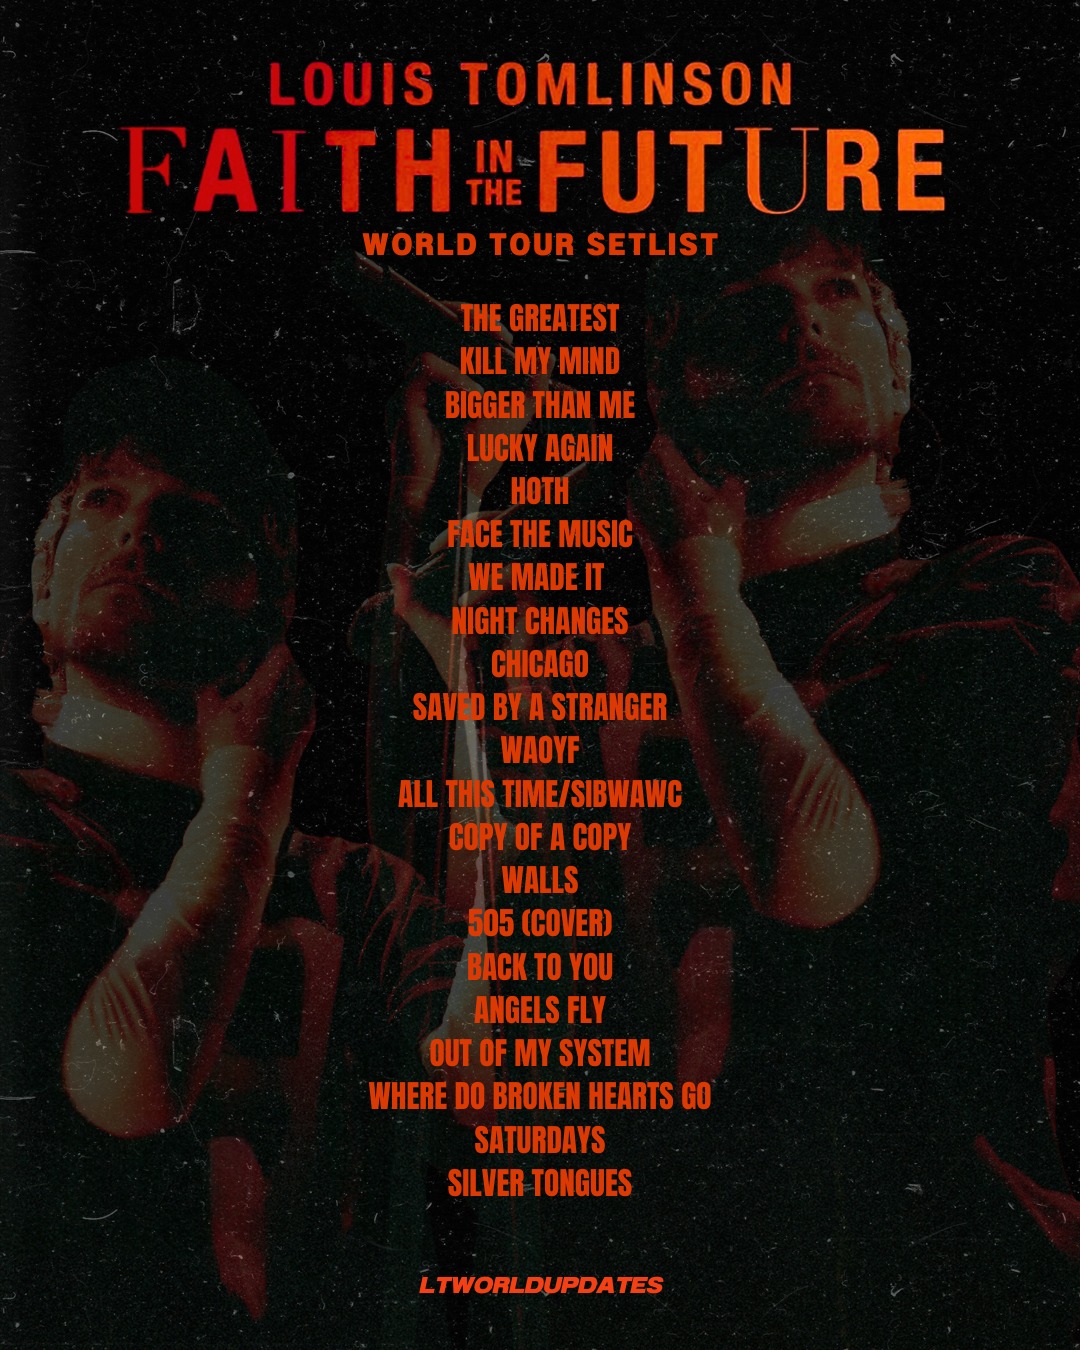 LOUIS TOMLINSON
FAITH IN THE FUTURE
WORLD TOUR SETLIST
THE GREATEST
KILL MY MIND
BIGGER THAN ME
LUCKY AGAIN
HOTH
FACE THE MUSIC
WE MADE IT
NIGHT CHANGES
CHICAGO
SAVED BY A STRANGER
WAOYF
ALL THIS TIME/SIBWAWC
COPY OF A COPY
WALLS
505 (COVER)
BACK TO YOU
ANGELS FLY
OUT OF MY SYSTEM
WHERE DO BROKEN HEARTS GO
SATURDAYS
SILVER TONGUES
LTWORLDUPDATES